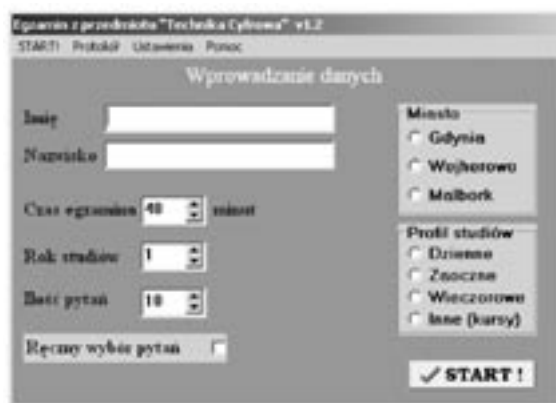 Egzamin z przedmiotu "Technika Cyfrowa" v1.2
START! Protokół Ustawienia Pomoc
Wprowadzanie danych
Imię
Nazwisko
Czas egzaminu 40 minut
Rok studiów 1
Ilość pytań 10
Ręczny wybór pytań
Miasto
Gdynia
Wejherowo
Malbork
Profil studiów
Dzienne
Zaoczne
Wieczorowe
Inne (kursy)
START !